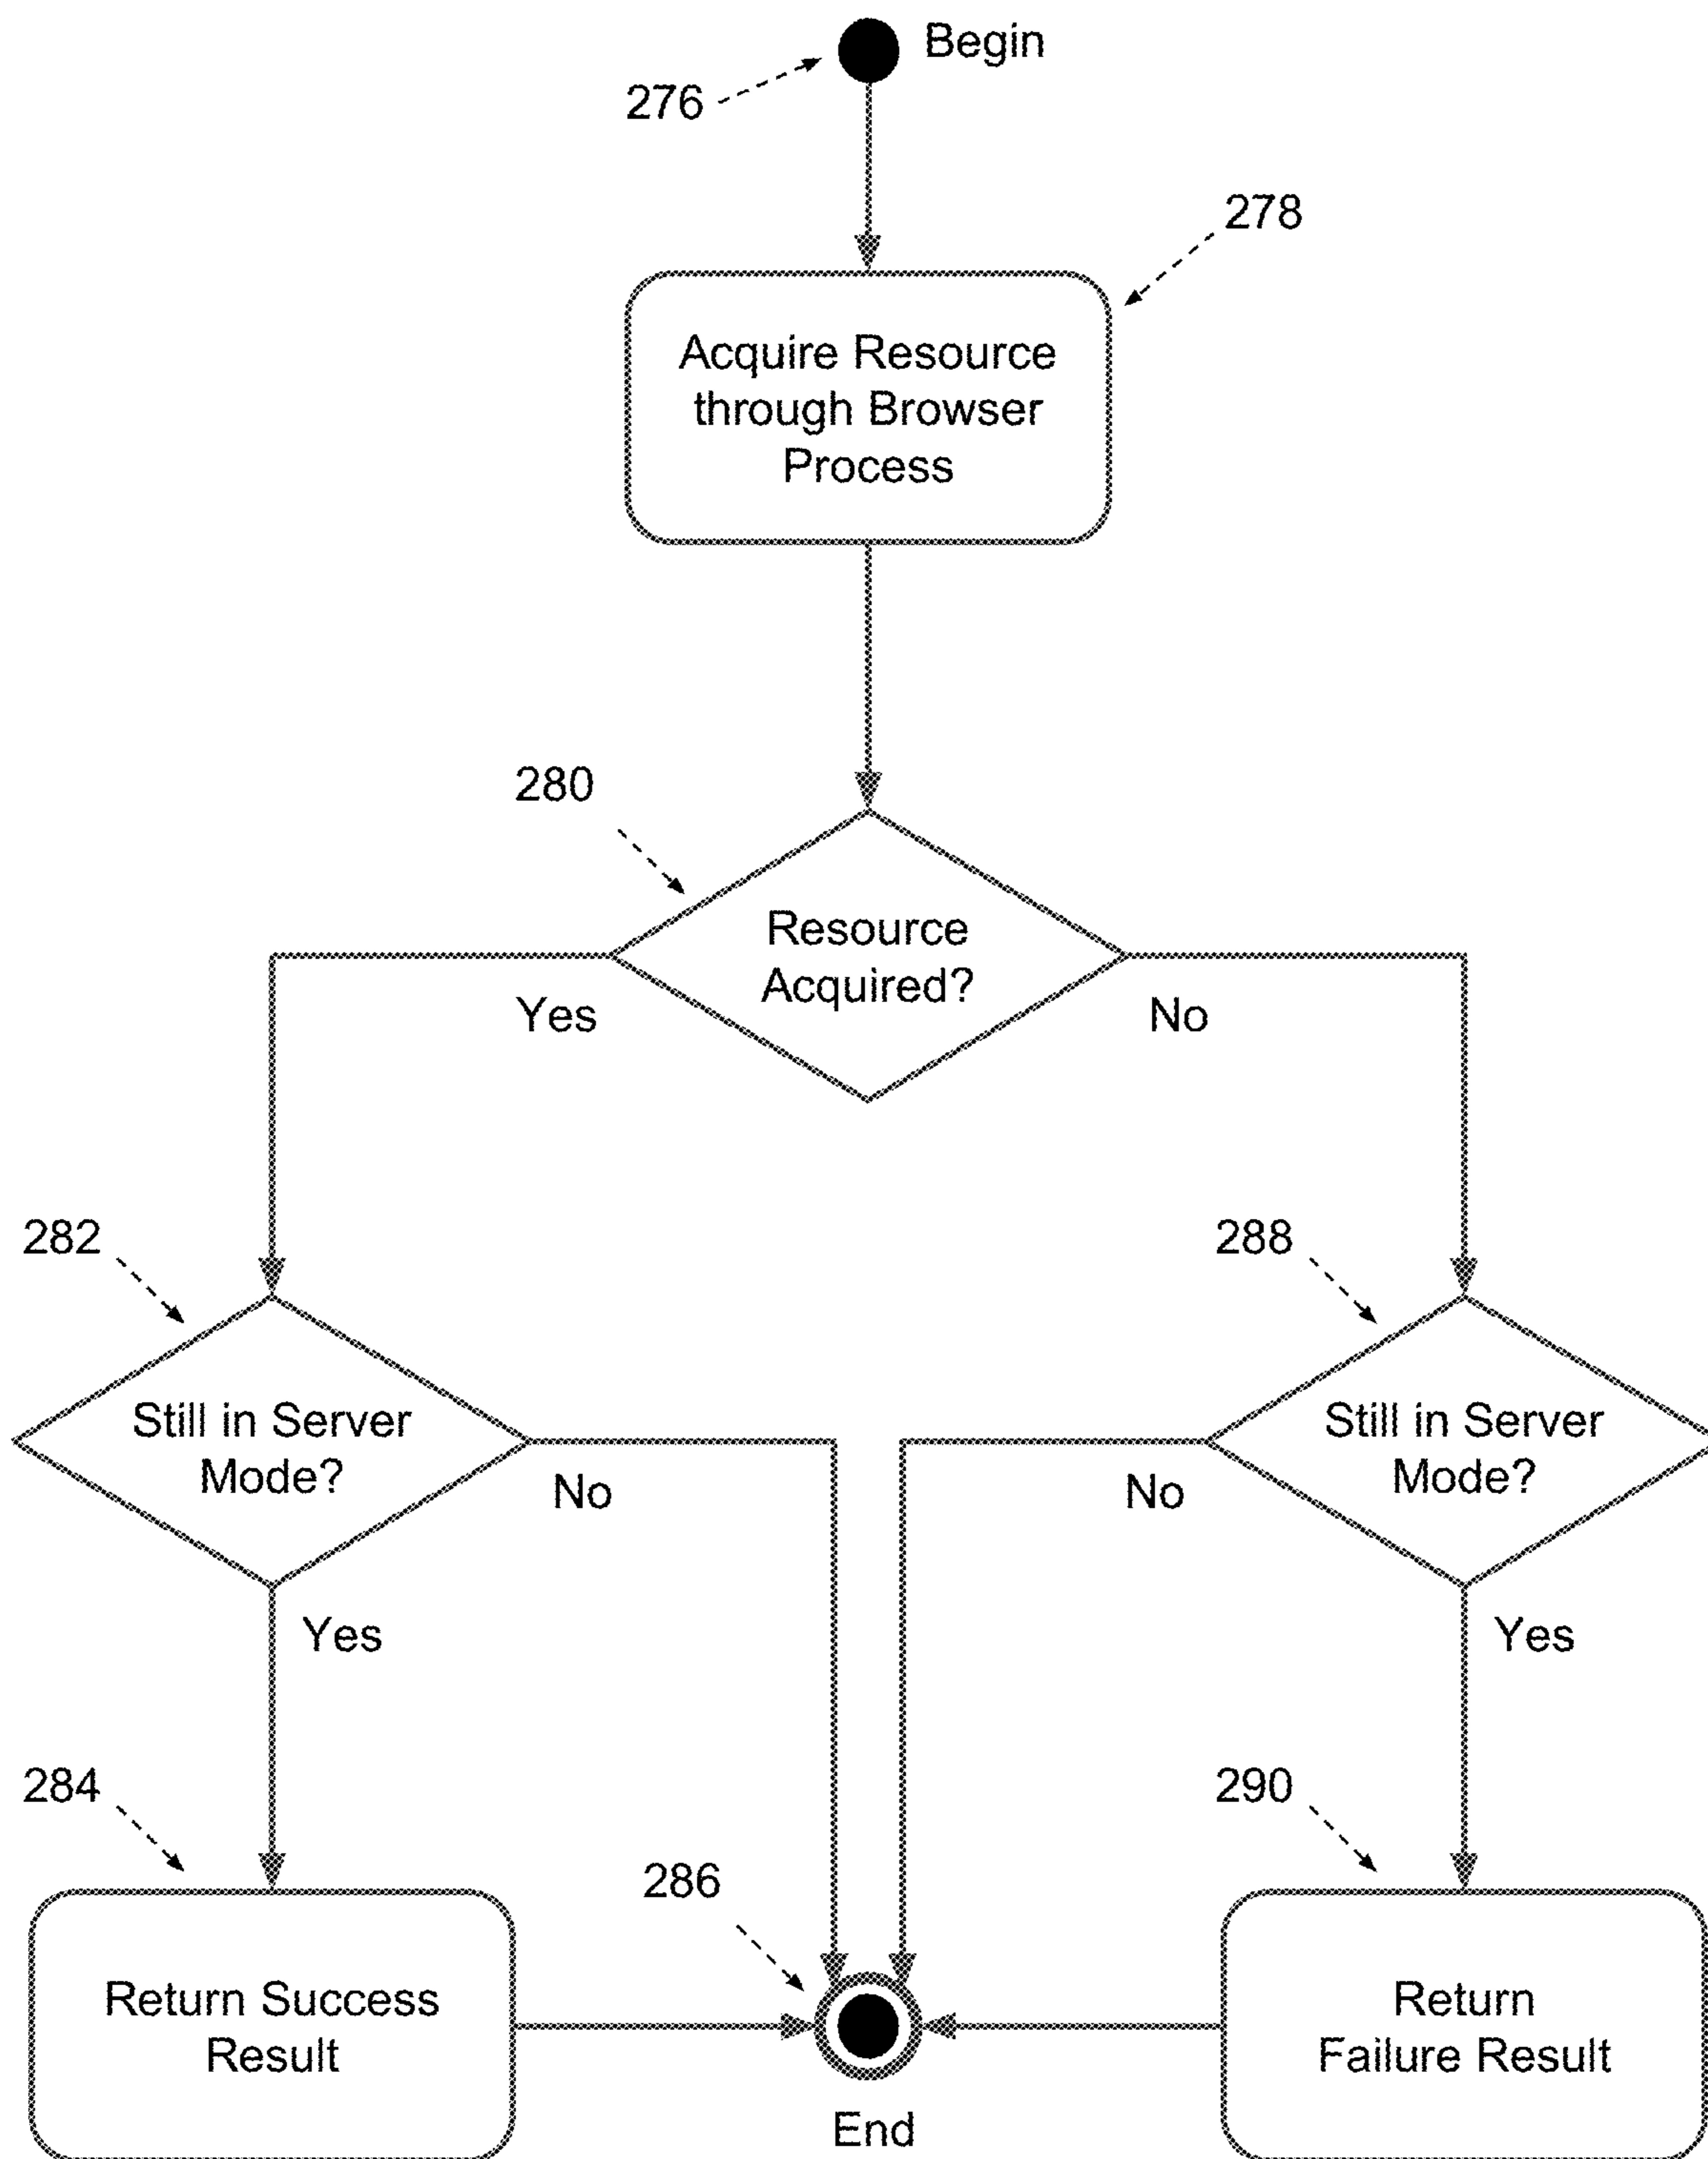 Begin
276
278
Acquire Resource
through Browser
Process
280
Resource
Acquired?
Yes
No
282
288
Still in Server
Mode?
No
Still in Server
Mode?
No
Yes
Yes
284
290
286
Return Success
Result
Return
Failure Result
End